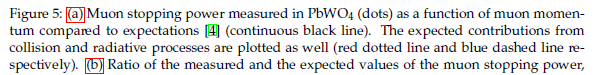 Figure 5: (a) Muon stopping power measured in PbWO₄ (dots) as a function of muon momen-
tum compared to expectations [4] (continuous black line). The expected contributions from
collision and radiative processes are plotted as well (red dotted line and blue dashed line re-
spectively). (b) Ratio of the measured and the expected values of the muon stopping power,